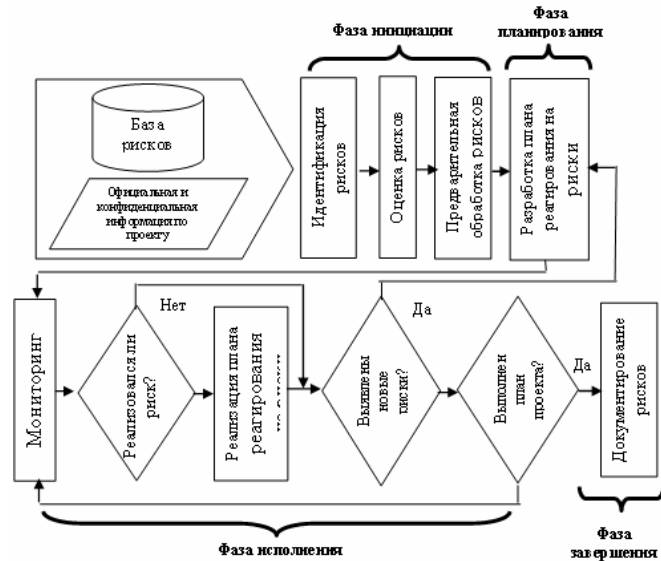 Фаза инициации
Фаза
планирования
База
рисков
Официальная и
конфиденциальная
информация по
проекту
Идентификация
рисков
Оценка рисков
Предварительная
обработка рисков
Разработка плана
реагирования на
риски
Мониторинг
Нет
Реализовался ли
риск?
Реализация плана
реагирования
Да
Выявлены
новые
риски?
Выполнен
план
проекта?
Да
Документирование
рисков
Фаза исполнения
Фаза
завершения